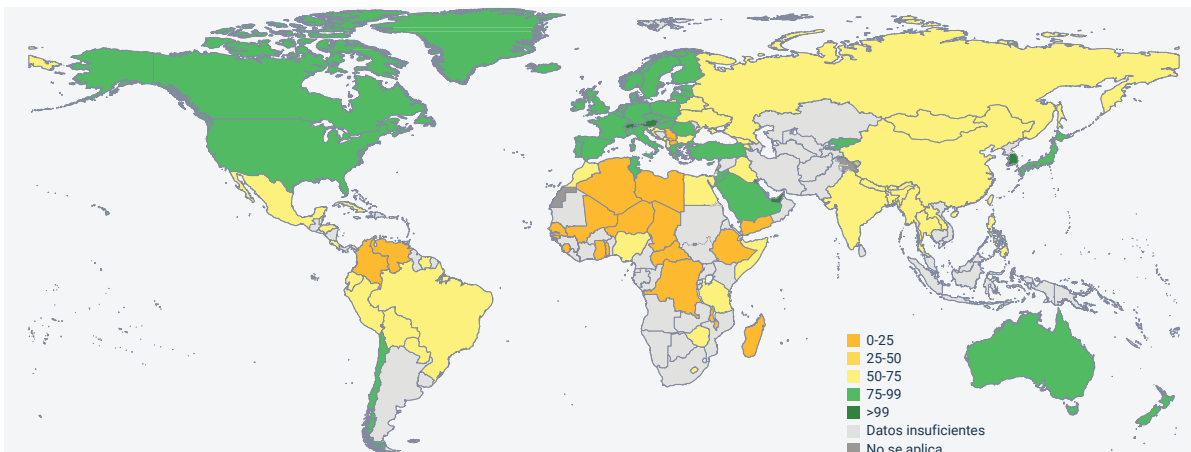 0-25
25-50
50-75
75-99
>99
Datos insuficientes
No se aplica